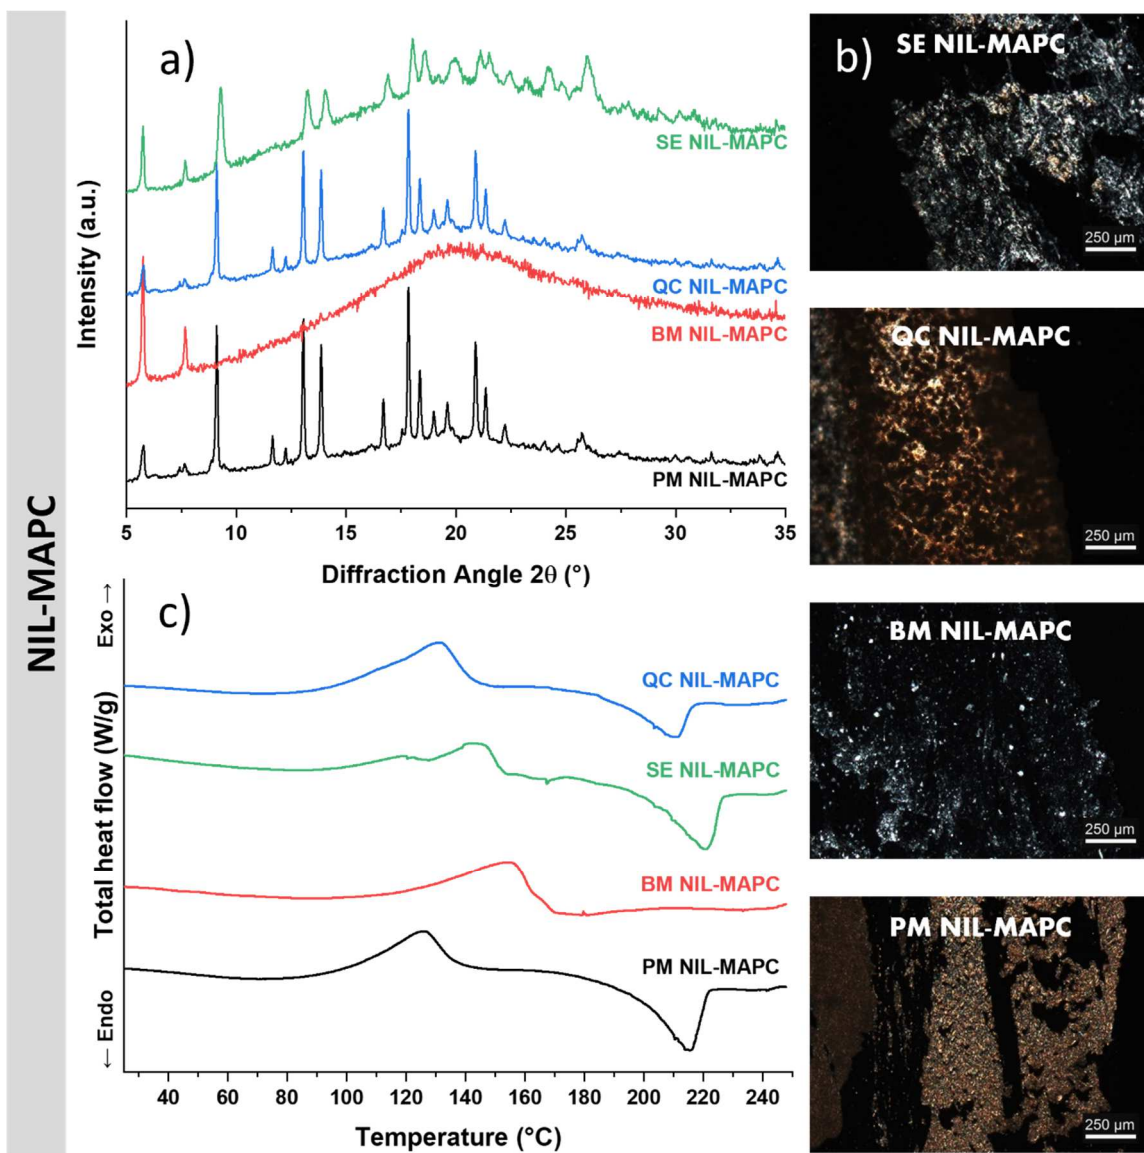 NIL-MAPC
a)
Intensity (a.u.)
SE NIL-MAPC
QC NIL-MAPC
BM NIL-MAPC
PM NIL-MAPC
5 10 15 20 25 30 35
Diffraction Angle 2θ (°)
b)
SE NIL-MAPC
250 µm
QC NIL-MAPC
250 µm
BM NIL-MAPC
250 µm
PM NIL-MAPC
250 µm
c)
Exo →
Total heat flow (W/g)
← Endo
QC NIL-MAPC
SE NIL-MAPC
BM NIL-MAPC
PM NIL-MAPC
40 60 80 100 120 140 160 180 200 220 240
Temperature (°C)